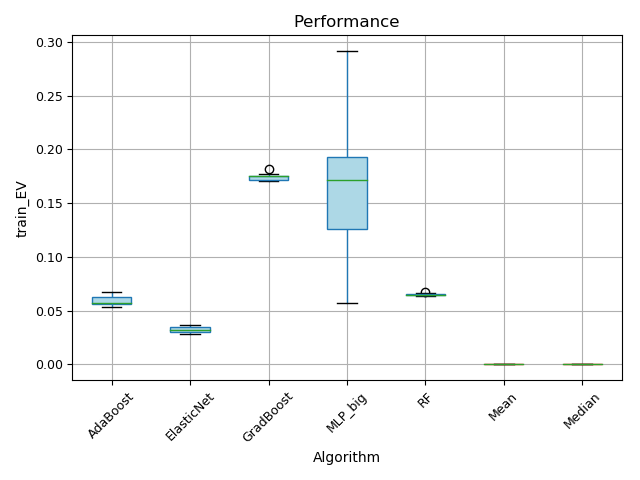 Performance
train_EV
0.30
0.25
0.20
0.15
0.10
0.05
0.00
AdaBoost
ElasticNet
GradBoost
MLP_big
RF
Mean
Median
Algorithm